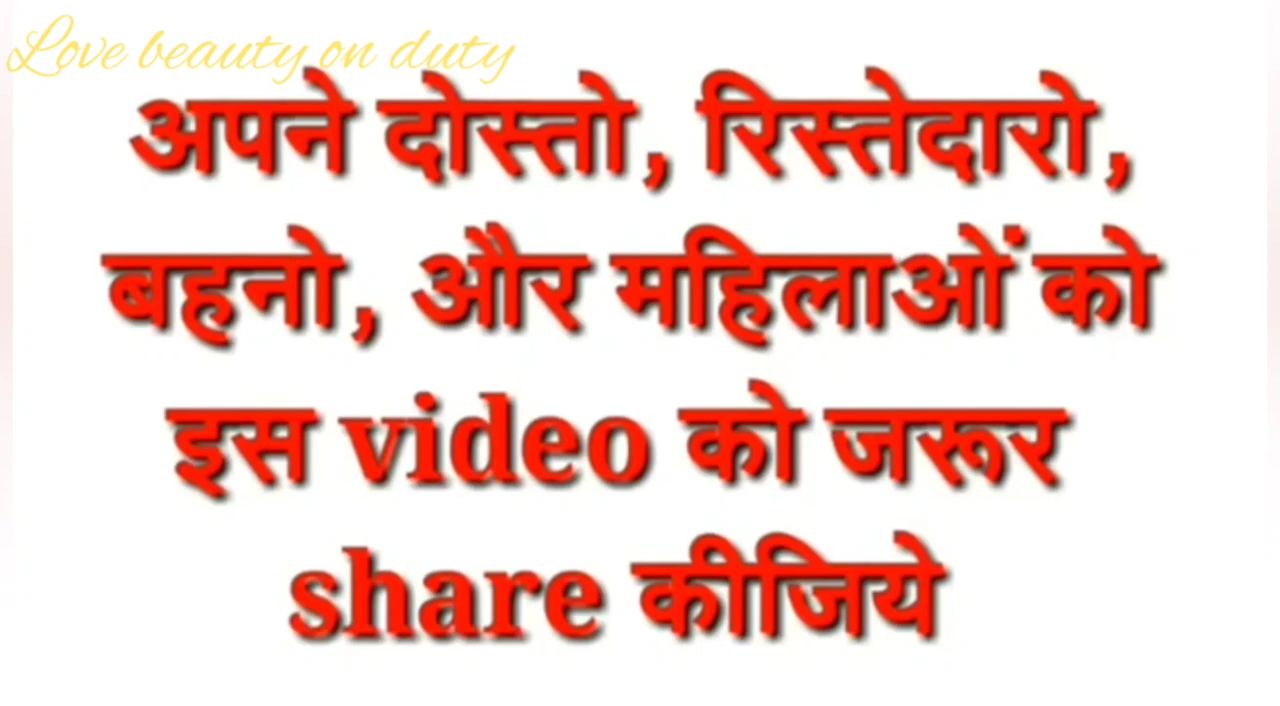 Love beauty on duty
अपने दोस्तो, रिस्तेदारो,
बहनो, और महिलाओं को
इस video को जरूर
share कीजिये